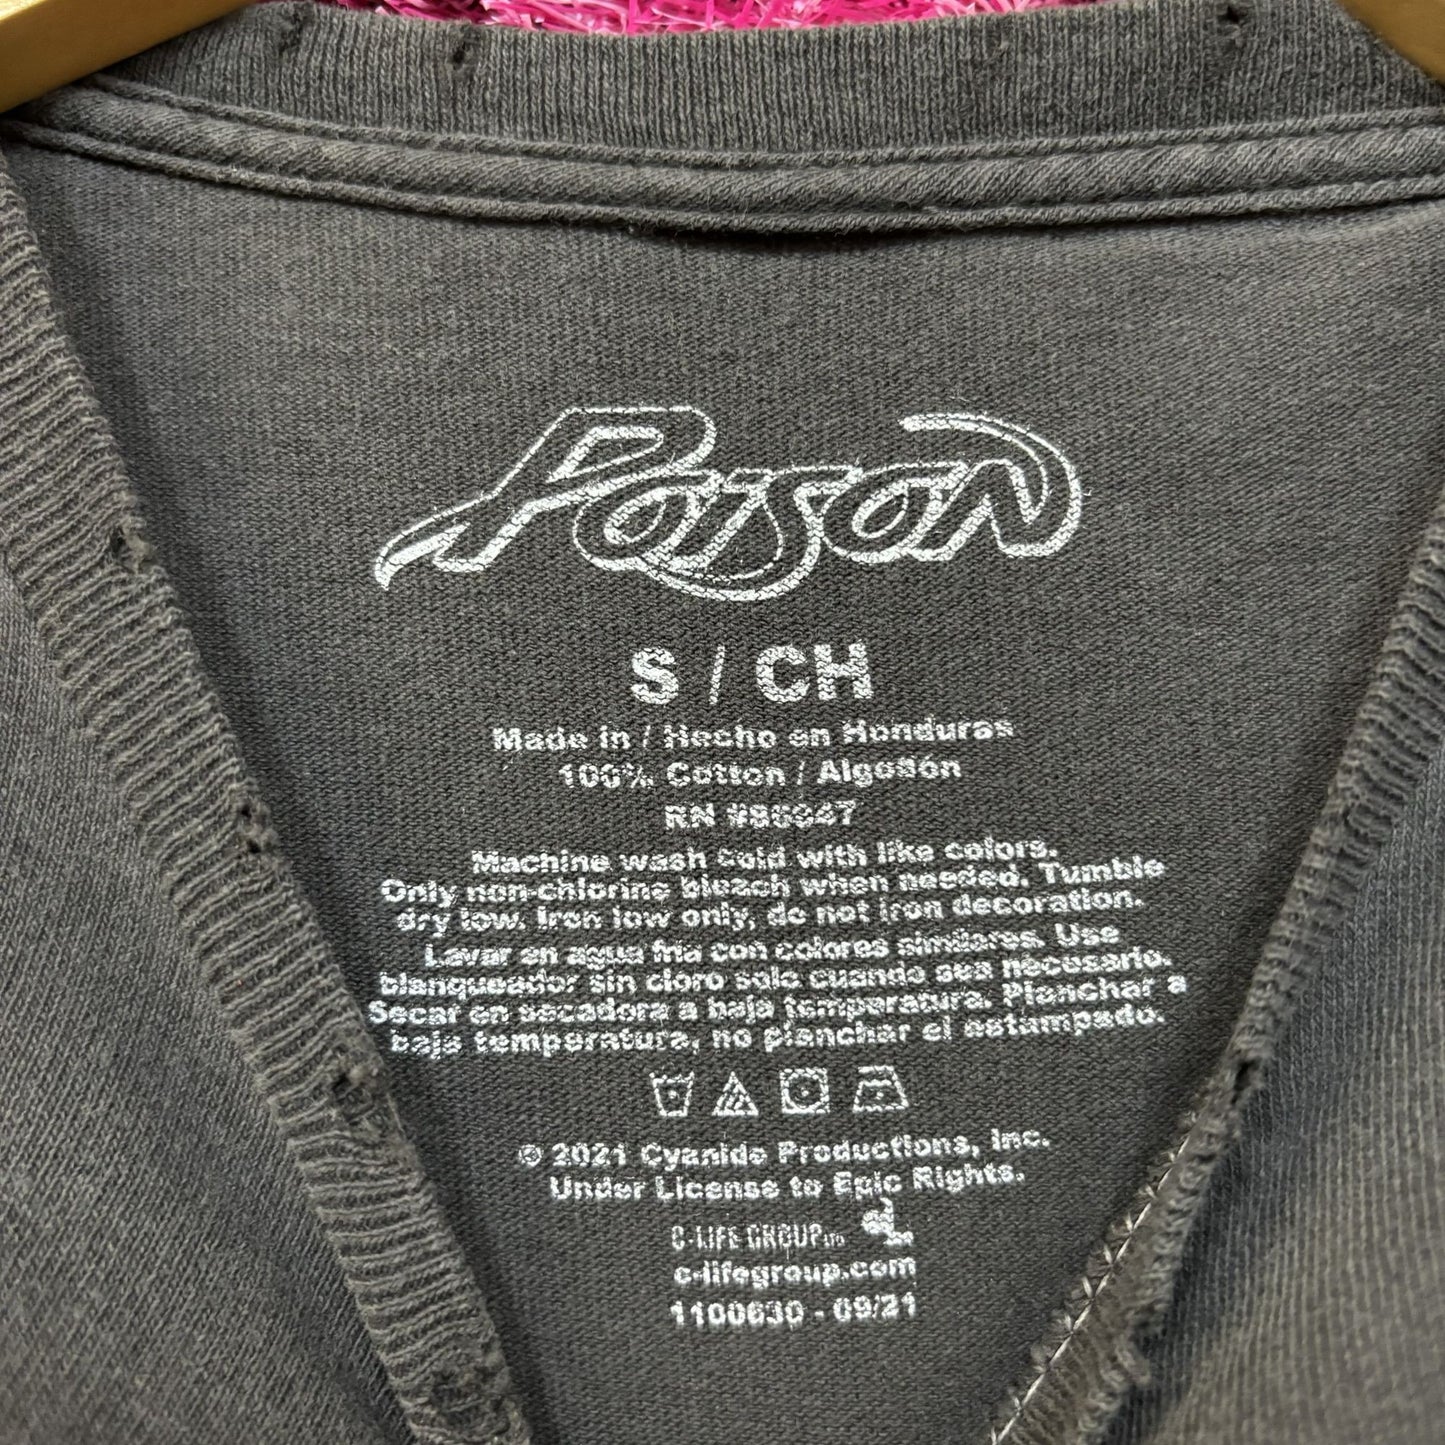 Poison
S / CH
Made in / Hecho en Honduras
100% Cotton / Algodón
RN #86947
Machine wash cold with like colors.
Only non-chlorine bleach when needed. Tumble
dry low. Iron low only, do not iron decoration.
Lavar en agua fria con colores similares. Use
blanqueador sin cloro solo cuando sea necesario.
Secar en secadora a baja temperatura. Planchar a
baja temperatura, no planchar el estampado.
© 2021 Cyanide Productions, Inc.
Under License to Epic Rights.
C-LIFE GROUP LTD
c-lifegroup.com
1100630 - 09/21